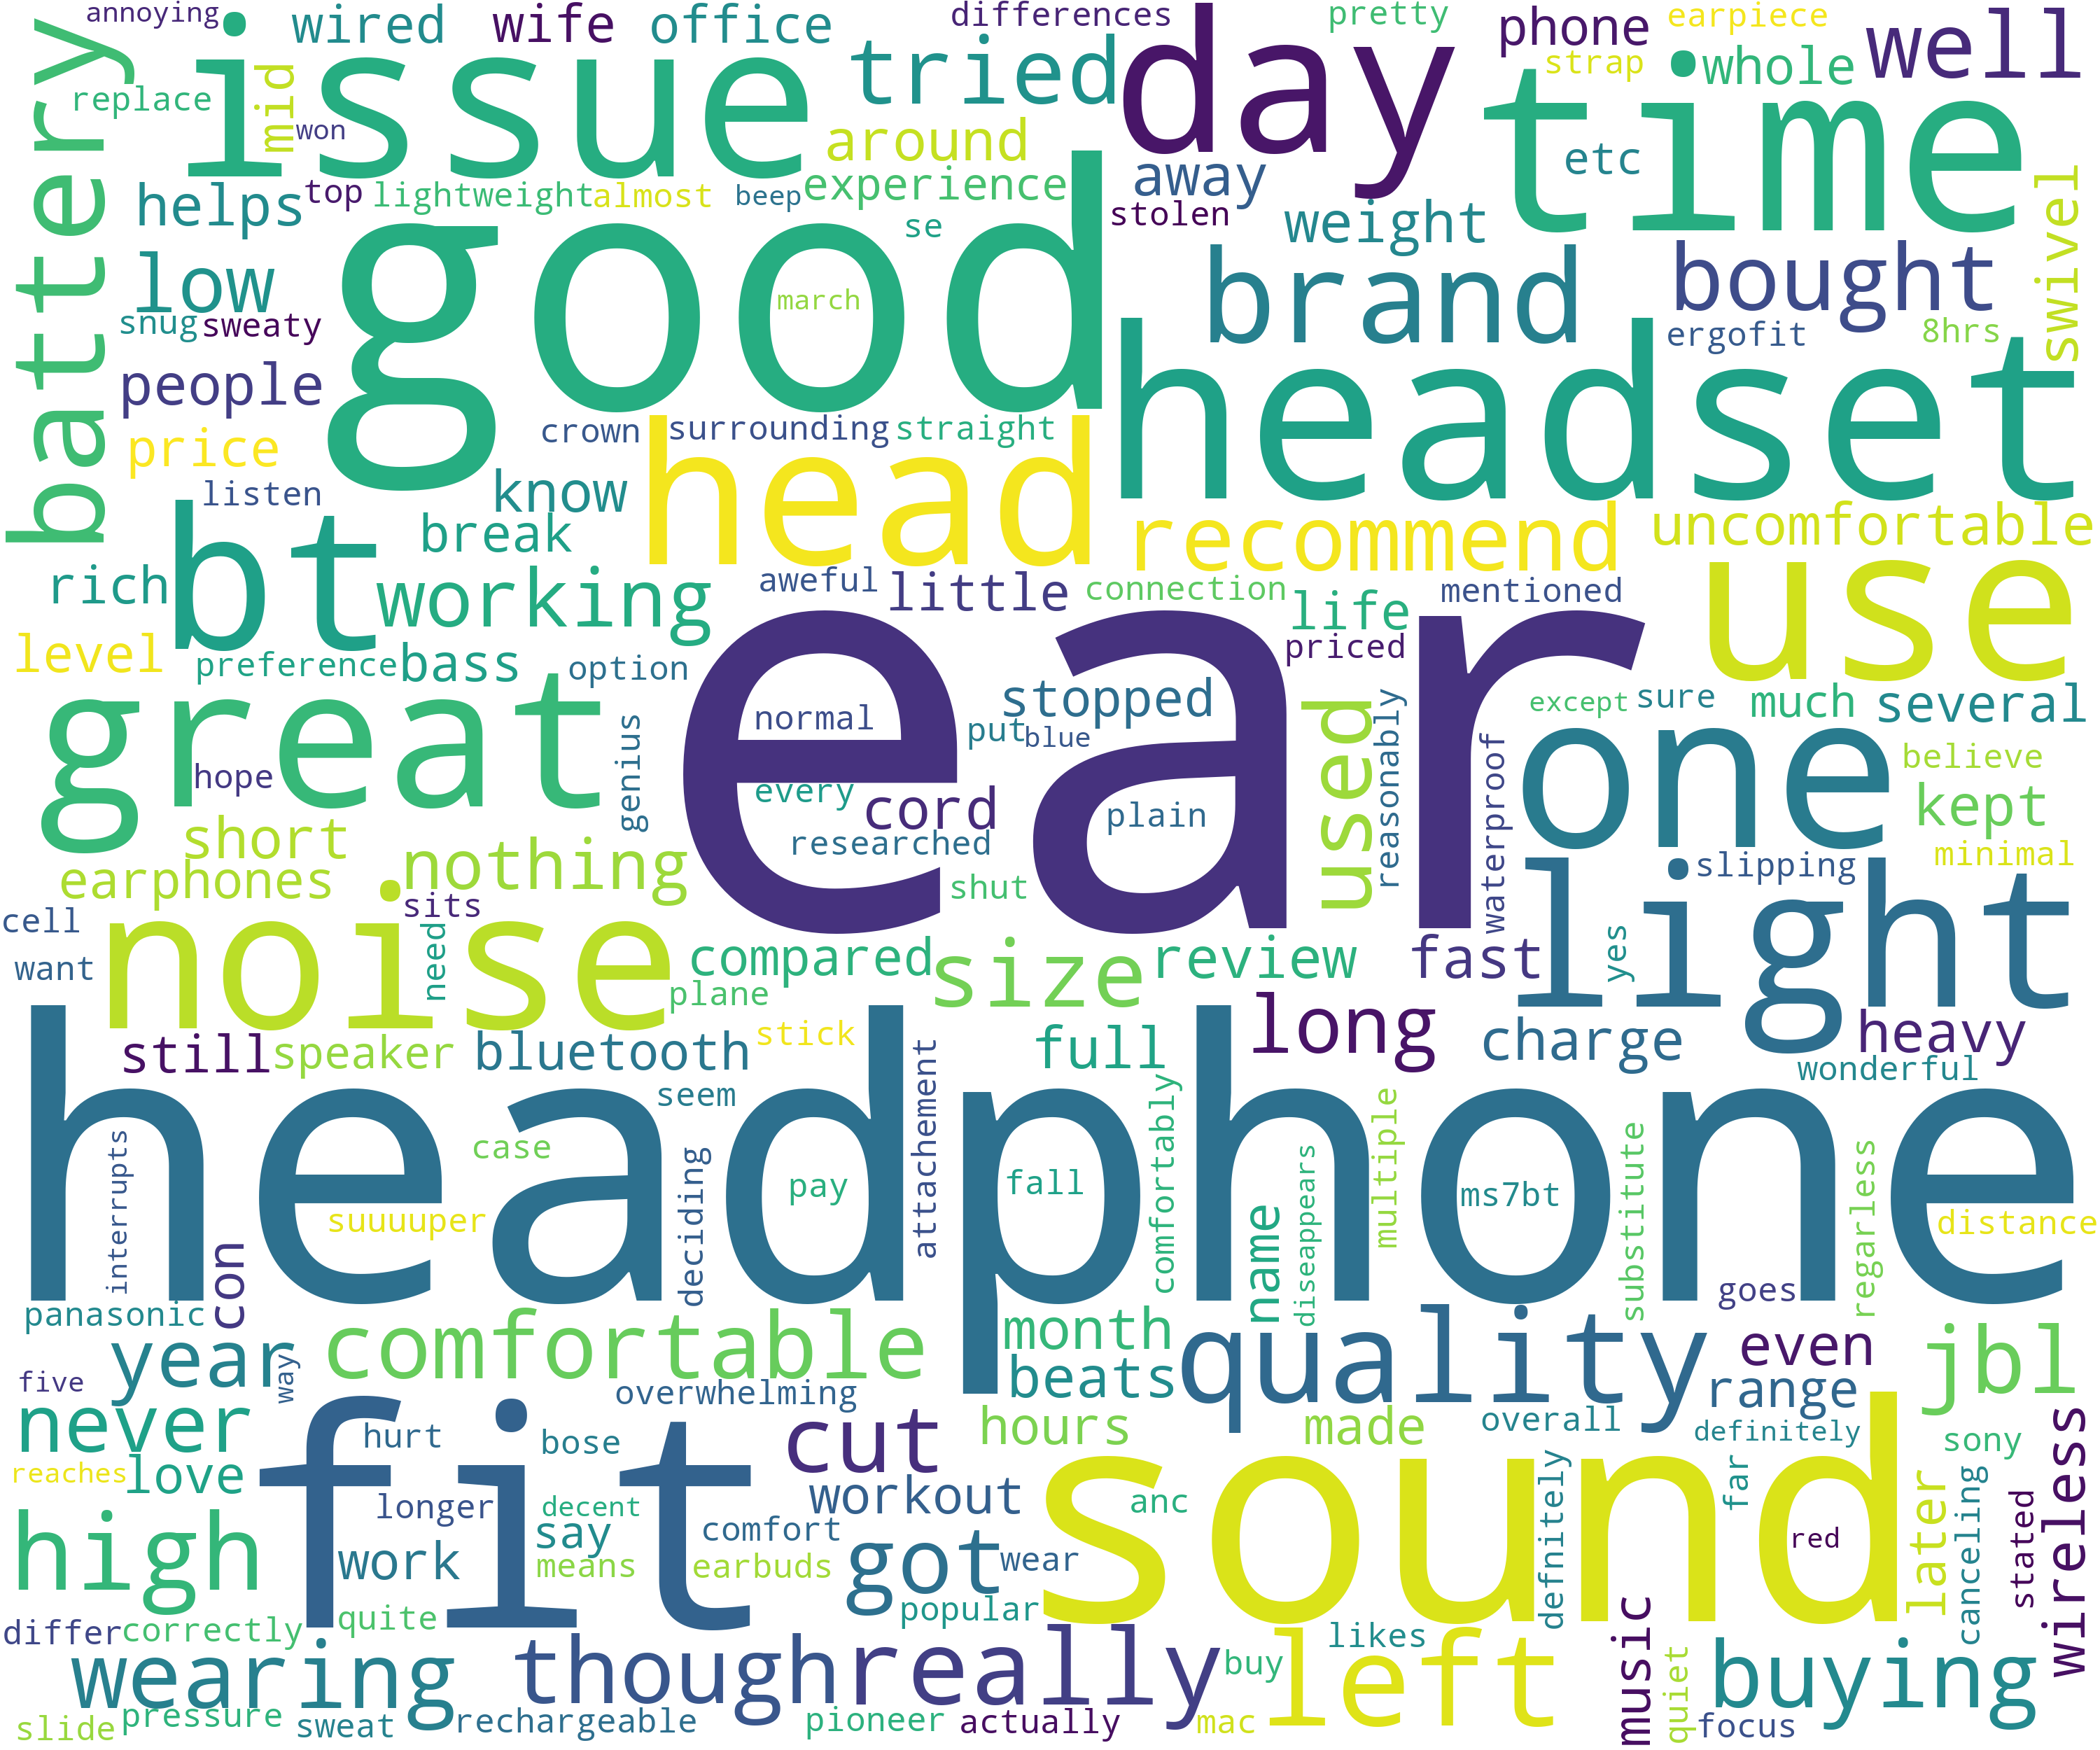 annoying
wired
wife
office
differences
pretty
phone
earpiece
well
issue
tried
day
strap
whole
time
battery
replace
mid
won
around
away
etc
helps
top
lightweight
almost
beep
experience
stolen
weight
swivel
se
good
low
brand
bought
snug
sweaty
march
ergofit
8hrs
people
headset
price
crown
surrounding
straight
head
listen
know
recommend
uncomfortable
break
bt
rich
working
aweful
little
connection
life
mentioned
use
level
preference
bass
option
priced
great
ear
normal
stopped
used
reasonably
except
sure
much
several
put
blue
genius
waterproof
one
hope
every
cord
plain
believe
kept
short
researched
nothing
earphones
shut
slipping
minimal
light
cell
sits
noise
need
want
compared
size
review
fast
yes
plane
long
still
speaker
bluetooth
stick
full
charge
heavy
wonderful
headphone
seem
case
attachement
comfortably
multiple
substitute
regarless
interrupts
deciding
pay
fall
diseappears
ms7bt
suuuuper
name
distance
con
panasonic
goes
year
comfortable
month
quality
even
jbl
five
way
overwhelming
beats
range
never
fit
hurt
bose
cut
hours
made
overall
definitely
sony
wireless
reaches
love
longer
decent
workout
anc
sound
defnitely
far
later
canceling
stated
high
say
comfort
red
work
means
earbuds
got
wear
differ
correctly
quite
popular
music
wearing
though
really
likes
left
buy
quiet
buying
slide
pressure
sweat
rechargeable
pioneer
actually
mac
focus